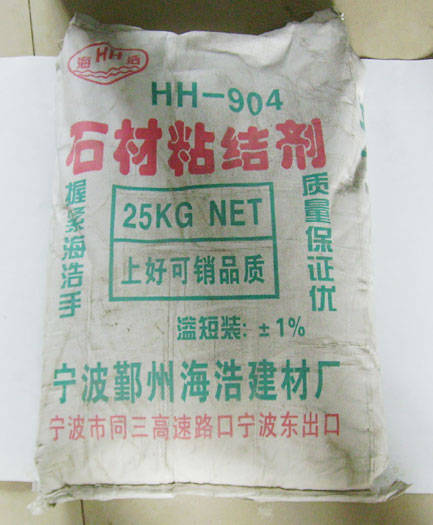 海HH浩
HH-904
石材粘结剂
握紧海浩手
25KG NET
上好可销品质
质量保证优
溢短装: ±1%
宁波鄞州海浩建材厂
宁波市同三高速路口宁波东出口